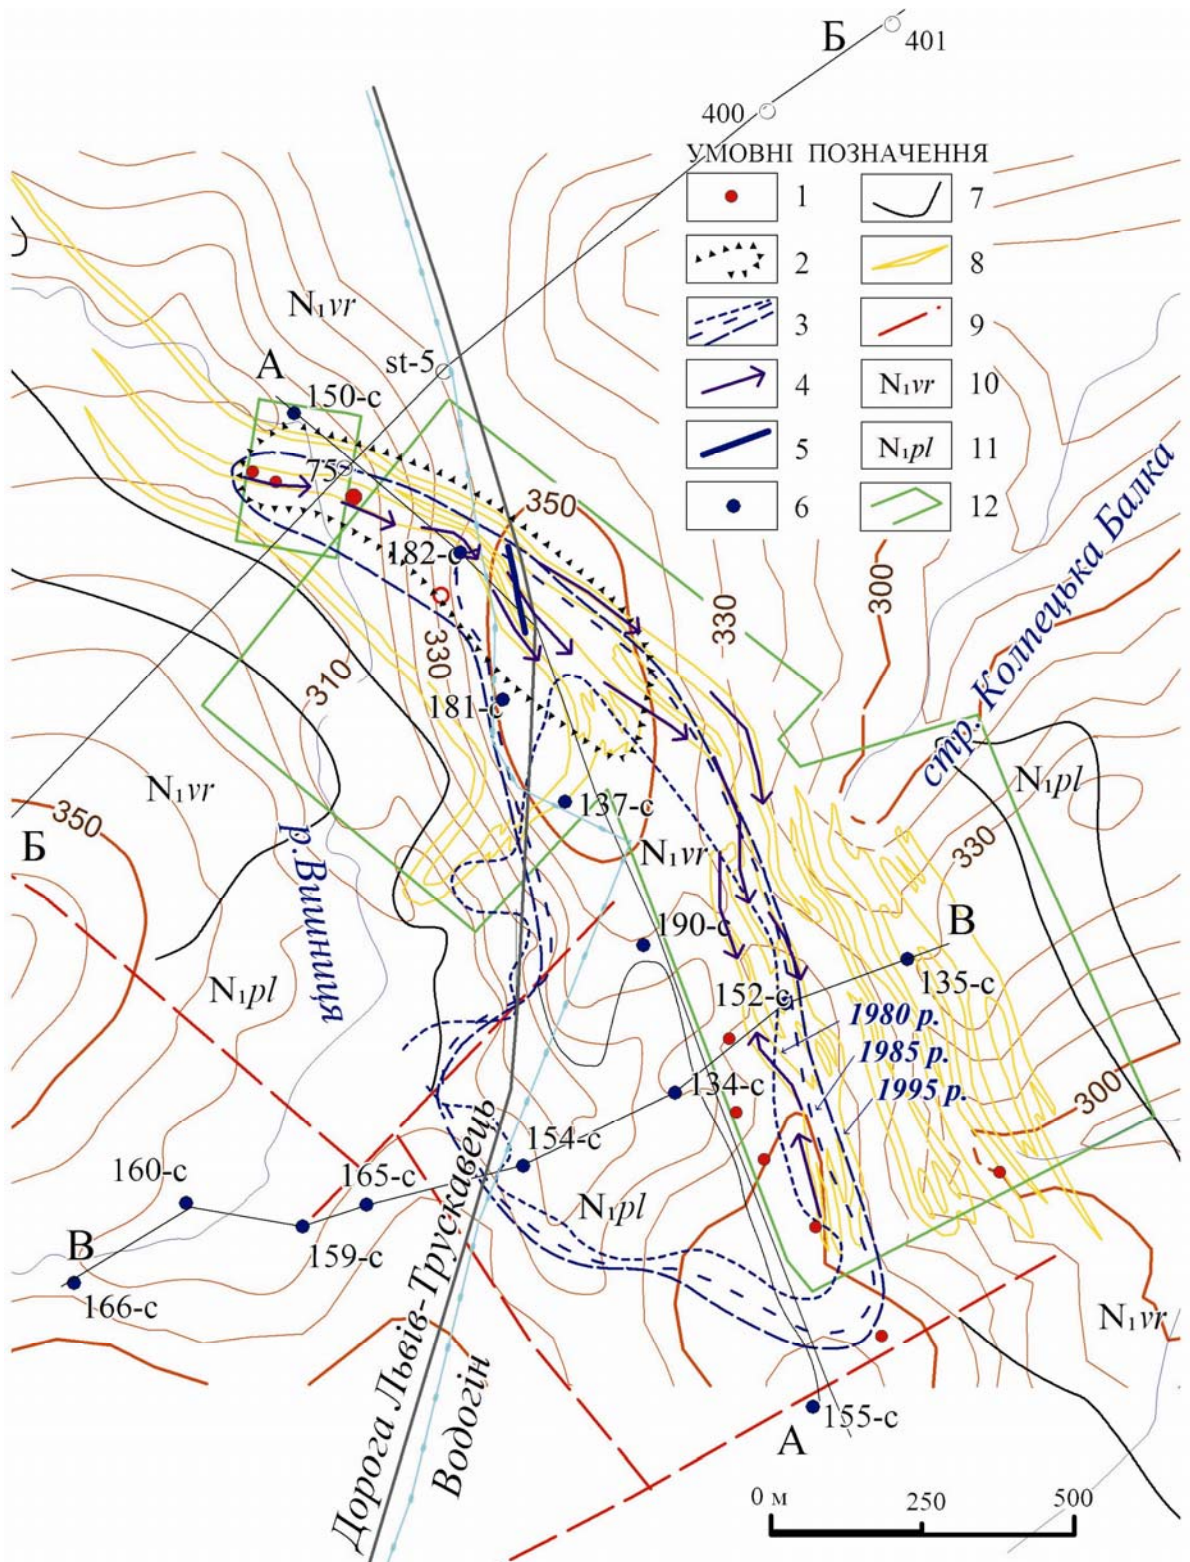 Б
401
400
УМОВНІ ПОЗНАЧЕННЯ
1
7
2
8
3
9
4
N₁vr
10
5
N₁pl
11
6
12
N₁vr
st-5
А
150-с
75
350
182-с
330
300
330
310
181-с
стр. Колпецька Балка
N₁vr
137-с
N₁pl
350
Б
N₁vr
330
р.Вишниця
190-с
В
N₁pl
152-с
135-с
1980 р.
1985 р.
1995 р.
134-с
300
154-с
160-с
165-с
N₁pl
159-с
В
166-с
N₁vr
Дорога Львів-Трускавець
Водогін
155-с
А
0 м
250
500